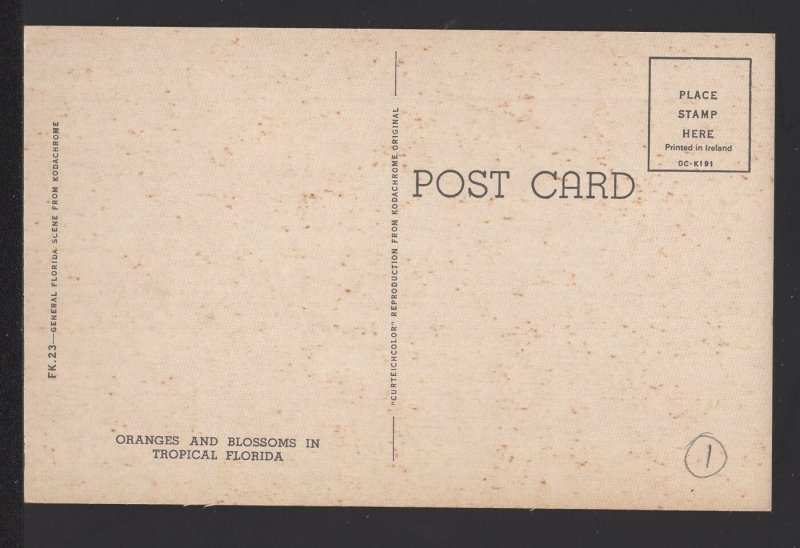 FK.23—GENERAL FLORIDA SCENE FROM KODACHROME
ORANGES AND BLOSSOMS IN
TROPICAL FLORIDA
"CURTEICHCOLOR" REPRODUCTION FROM KODACHROME ORIGINAL
POST CARD
PLACE
STAMP
HERE
Printed in Ireland
OC-K191
1